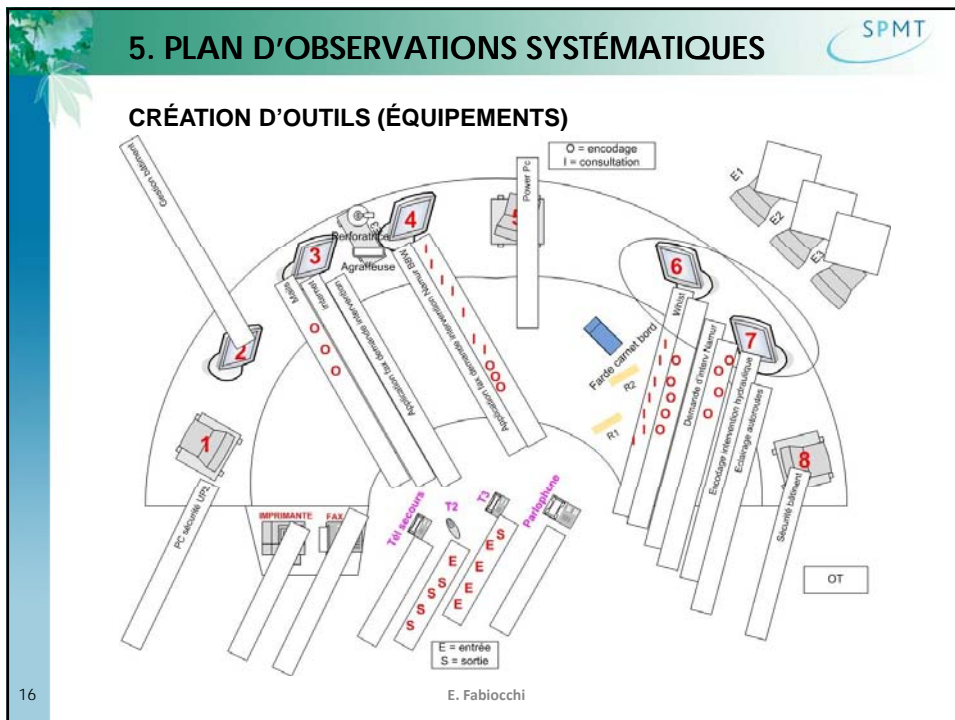 5. PLAN D'OBSERVATIONS SYSTÉMATIQUES
SPMT
CRÉATION D'OUTILS (ÉQUIPEMENTS)
O = encodage
I = consultation
Gestion bâtiment
Power Pc
E1
E2
E3
Perforatrice
Agrafeuse
1
2
3
4
5
6
7
8
Mails
Internet
O
O
O
Application fax demande intervention
Application fax demande intervention Namur BBW
I
I
I
I
I
I
I
I
O
O
O
Farde carnet bord
R2
R1
Whist
I
I
I
I
I
I
O
O
O
O
O
Demande d'interv Namur
O
O
O
O
Encodage intervention hydraulique
Eclairage autoroutes
Sécurité bâtiment
PC sécurité UP2
IMPRIMANTE
FAX
Tél secours
T2
T3
Parlophone
E
E
S
S
S
S
S
E
E
E
E
OT
E = entrée
S = sortie
16
E. Fabiocchi